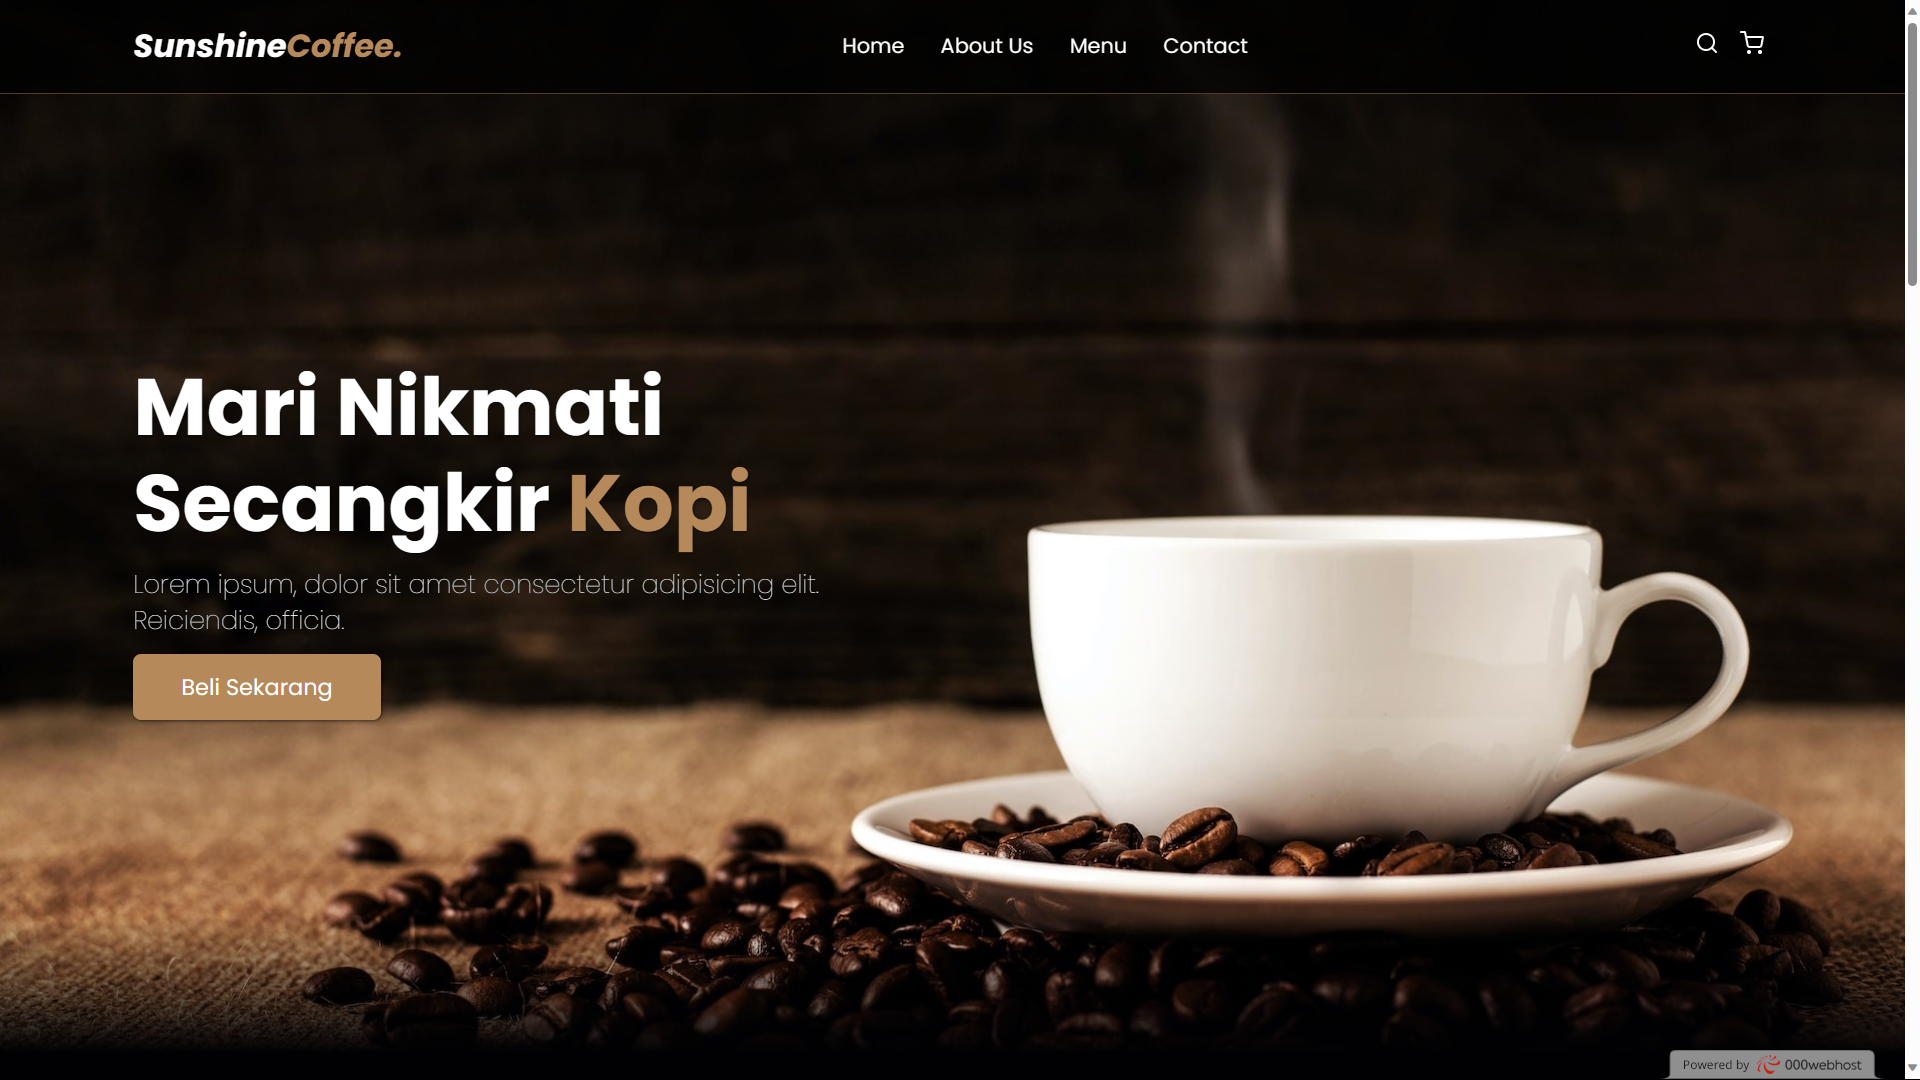 SunshineCoffee.
Home
About Us
Menu
Contact
Mari Nikmati
Secangkir Kopi
Lorem ipsum, dolor sit amet consectetur adipisicing elit.
Reiciendis, officia.
Beli Sekarang
Powered by 000webhost